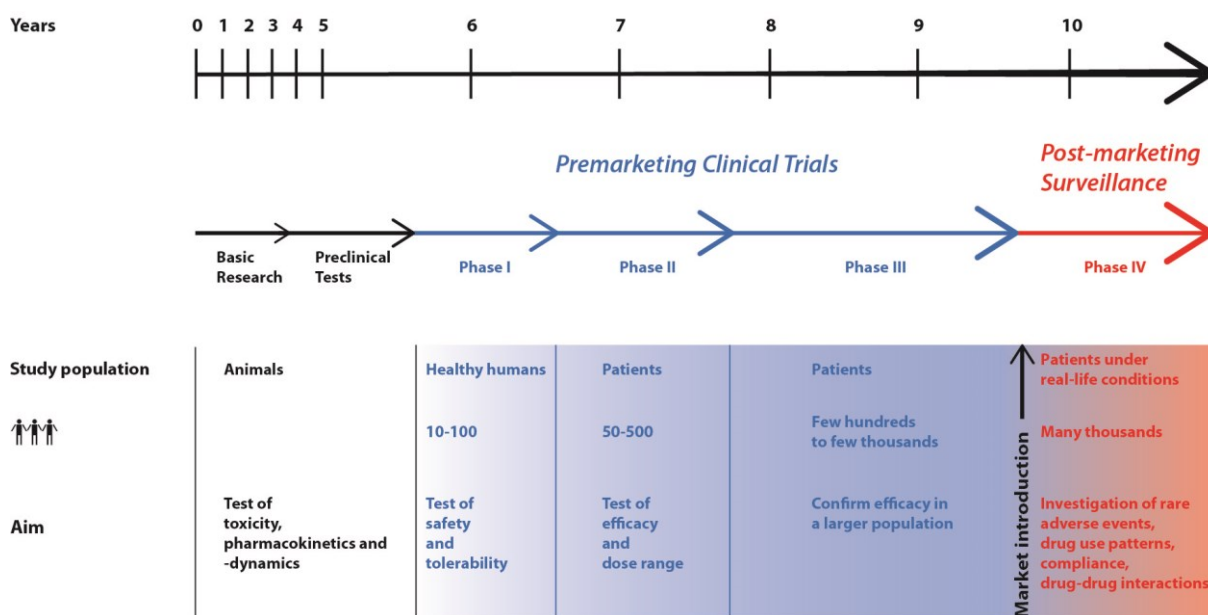 Years
0 1 2 3 4 5 6 7 8 9 10
Premarketing Clinical Trials
Post-marketing
Surveillance
Basic
Research
Preclinical
Tests
Phase I
Phase II
Phase III
Phase IV
Study population
Animals
Healthy humans
Patients
Patients
Patients under
real-life conditions
10-100
50-500
Few hundreds
to few thousands
Many thousands
Aim
Test of
toxicity,
pharmacokinetics and
-dynamics
Test of
safety
and
tolerability
Test of
efficacy
and
dose range
Confirm efficacy in
a larger population
Market introduction
Investigation of rare
adverse events,
drug use patterns,
compliance,
drug-drug interactions